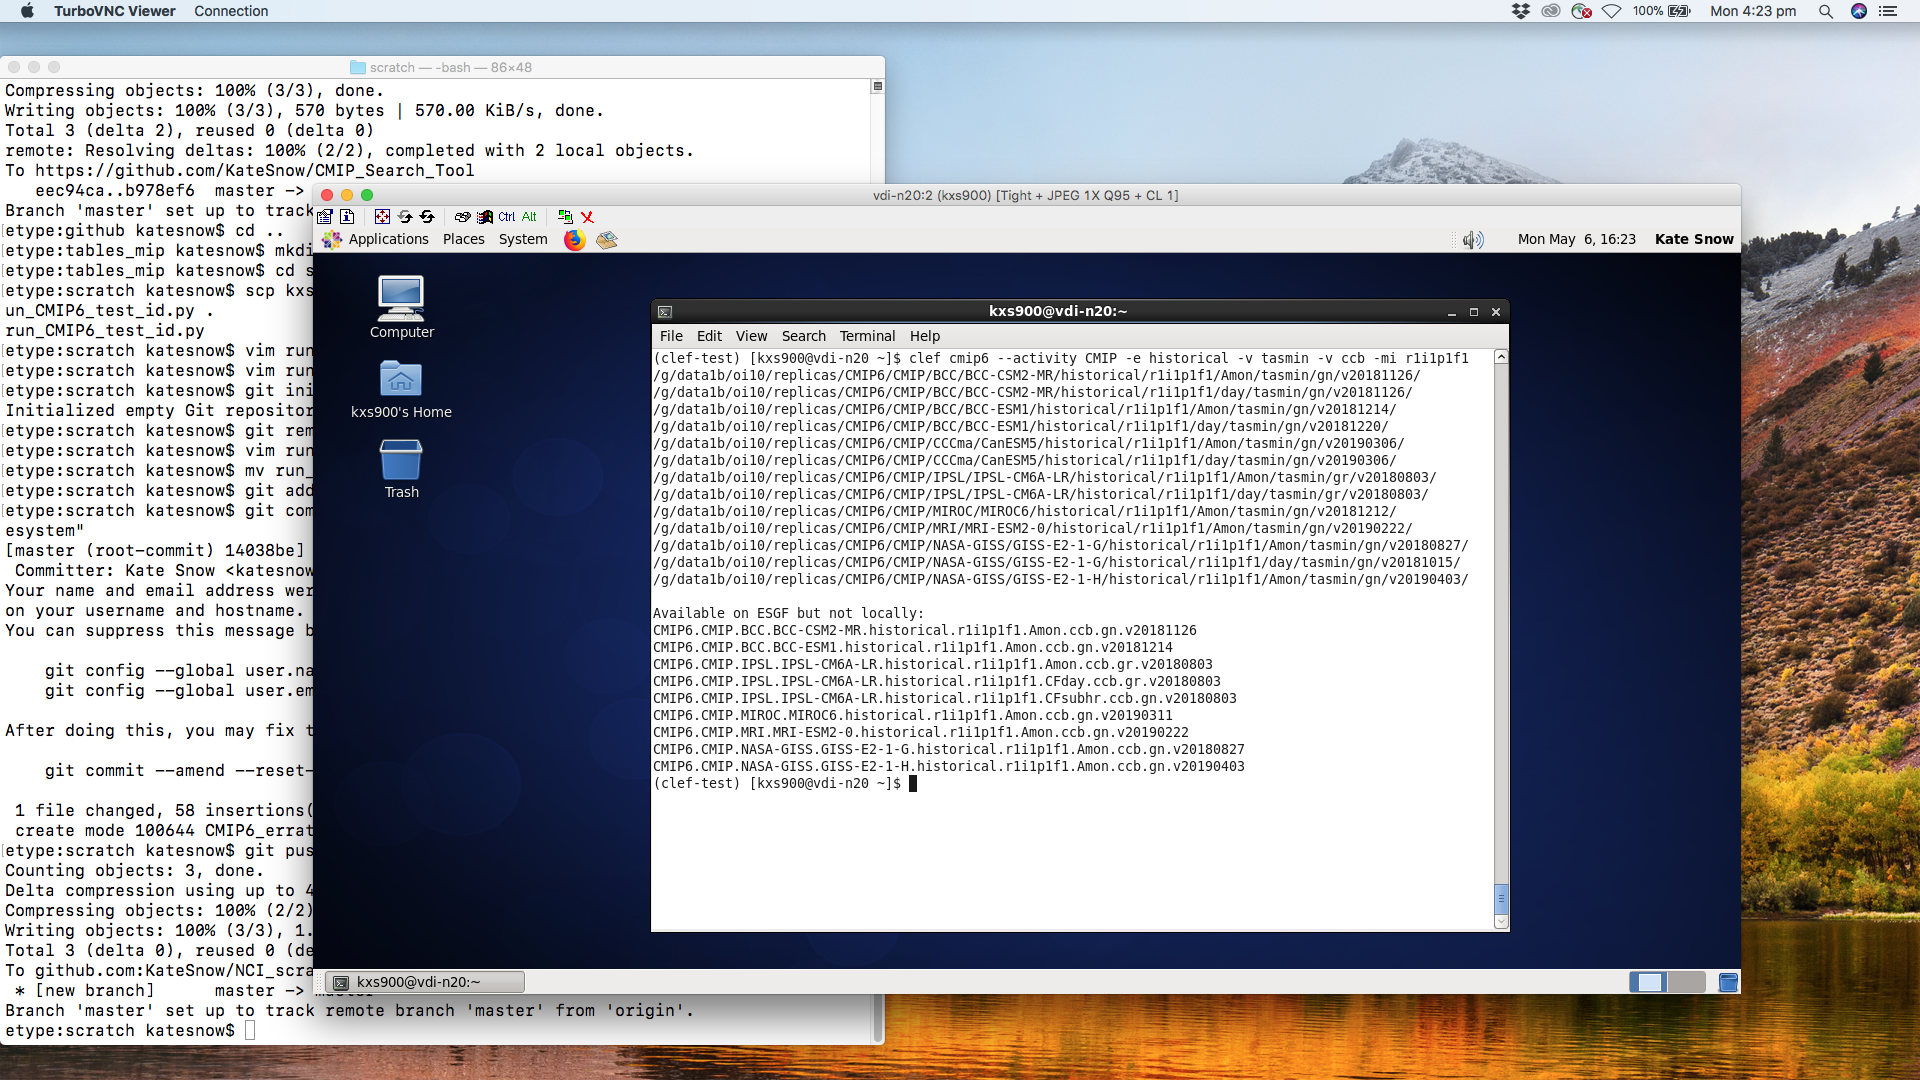 TurboVNC Viewer Connection 100% Mon 4:23 pm
scratch — -bash — 86×48
Compressing objects: 100% (3/3), done.
Writing objects: 100% (3/3), 570 bytes | 570.00 KiB/s, done.
Total 3 (delta 2), reused 0 (delta 0)
remote: Resolving deltas: 100% (2/2), completed with 2 local objects.
To https://github.com/KateSnow/CMIP_Search_Tool
eec94ca..b978ef6 master ->
Branch 'master' set up to track
etype:github katesnow$ cd ..
etype:tables_mip katesnow$ mkdi
etype:tables_mip katesnow$ cd s
etype:scratch katesnow$ scp kxs
un_CMIP6_test_id.py .
run_CMIP6_test_id.py
etype:scratch katesnow$ vim run
etype:scratch katesnow$ vim run
etype:scratch katesnow$ git ini
Initialized empty Git repositor
etype:scratch katesnow$ git rem
etype:scratch katesnow$ vim run
etype:scratch katesnow$ mv run_
etype:scratch katesnow$ git add
etype:scratch katesnow$ git com
esystem"
[master (root-commit) 14038be]
Committer: Kate Snow <katesnow
Your name and email address wer
on your username and hostname.
You can suppress this message b
git config --global user.na
git config --global user.em
After doing this, you may fix t
git commit --amend --reset-
1 file changed, 58 insertions(
create mode 100644 CMIP6_errat
etype:scratch katesnow$ git pus
Counting objects: 3, done.
Delta compression using up to 4
Compressing objects: 100% (2/2)
Writing objects: 100% (3/3), 1.
Total 3 (delta 0), reused 0 (de
To github.com:KateSnow/NCI_scra
* [new branch] master -> master
Branch 'master' set up to track remote branch 'master' from 'origin'.
etype:scratch katesnow$
vdi-n20:2 (kxs900) [Tight + JPEG 1X Q95 + CL 1]
Ctrl Alt
Applications Places System Mon May 6, 16:23 Kate Snow
Computer
kxs900's Home
Trash
kxs900@vdi-n20:~
File Edit View Search Terminal Help
(clef-test) [kxs900@vdi-n20 ~]$ clef cmip6 --activity CMIP -e historical -v tasmin -v ccb -mi r1i1p1f1
/g/data1b/oi10/replicas/CMIP6/CMIP/BCC/BCC-CSM2-MR/historical/r1i1p1f1/Amon/tasmin/gn/v20181126/
/g/data1b/oi10/replicas/CMIP6/CMIP/BCC/BCC-CSM2-MR/historical/r1i1p1f1/day/tasmin/gn/v20181126/
/g/data1b/oi10/replicas/CMIP6/CMIP/BCC/BCC-ESM1/historical/r1i1p1f1/Amon/tasmin/gn/v20181214/
/g/data1b/oi10/replicas/CMIP6/CMIP/BCC/BCC-ESM1/historical/r1i1p1f1/day/tasmin/gn/v20181220/
/g/data1b/oi10/replicas/CMIP6/CMIP/CCCma/CanESM5/historical/r1i1p1f1/Amon/tasmin/gn/v20190306/
/g/data1b/oi10/replicas/CMIP6/CMIP/CCCma/CanESM5/historical/r1i1p1f1/day/tasmin/gn/v20190306/
/g/data1b/oi10/replicas/CMIP6/CMIP/IPSL/IPSL-CM6A-LR/historical/r1i1p1f1/Amon/tasmin/gr/v20180803/
/g/data1b/oi10/replicas/CMIP6/CMIP/IPSL/IPSL-CM6A-LR/historical/r1i1p1f1/day/tasmin/gr/v20180803/
/g/data1b/oi10/replicas/CMIP6/CMIP/MIROC/MIROC6/historical/r1i1p1f1/Amon/tasmin/gn/v20181212/
/g/data1b/oi10/replicas/CMIP6/CMIP/MRI/MRI-ESM2-0/historical/r1i1p1f1/Amon/tasmin/gn/v20190222/
/g/data1b/oi10/replicas/CMIP6/CMIP/NASA-GISS/GISS-E2-1-G/historical/r1i1p1f1/Amon/tasmin/gn/v20180827/
/g/data1b/oi10/replicas/CMIP6/CMIP/NASA-GISS/GISS-E2-1-G/historical/r1i1p1f1/day/tasmin/gn/v20181015/
/g/data1b/oi10/replicas/CMIP6/CMIP/NASA-GISS/GISS-E2-1-H/historical/r1i1p1f1/Amon/tasmin/gn/v20190403/
Available on ESGF but not locally:
CMIP6.CMIP.BCC.BCC-CSM2-MR.historical.r1i1p1f1.Amon.ccb.gn.v20181126
CMIP6.CMIP.BCC.BCC-ESM1.historical.r1i1p1f1.Amon.ccb.gn.v20181214
CMIP6.CMIP.IPSL.IPSL-CM6A-LR.historical.r1i1p1f1.Amon.ccb.gr.v20180803
CMIP6.CMIP.IPSL.IPSL-CM6A-LR.historical.r1i1p1f1.CFday.ccb.gr.v20180803
CMIP6.CMIP.IPSL.IPSL-CM6A-LR.historical.r1i1p1f1.CFsubhr.ccb.gn.v20180803
CMIP6.CMIP.MIROC.MIROC6.historical.r1i1p1f1.Amon.ccb.gn.v20190311
CMIP6.CMIP.MRI.MRI-ESM2-0.historical.r1i1p1f1.Amon.ccb.gn.v20190222
CMIP6.CMIP.NASA-GISS.GISS-E2-1-G.historical.r1i1p1f1.Amon.ccb.gn.v20180827
CMIP6.CMIP.NASA-GISS.GISS-E2-1-H.historical.r1i1p1f1.Amon.ccb.gn.v20190403
(clef-test) [kxs900@vdi-n20 ~]$
kxs900@vdi-n20:~